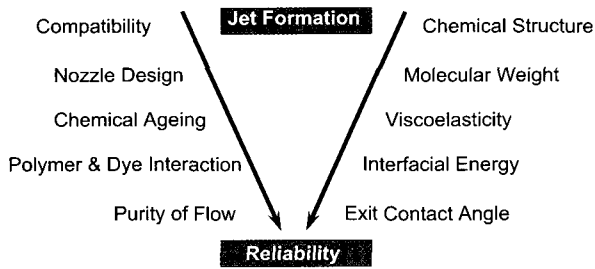 Jet Formation
Compatibility
Chemical Structure
Nozzle Design
Molecular Weight
Chemical Ageing
Viscoelasticity
Polymer & Dye Interaction
Interfacial Energy
Purity of Flow
Exit Contact Angle
Reliability